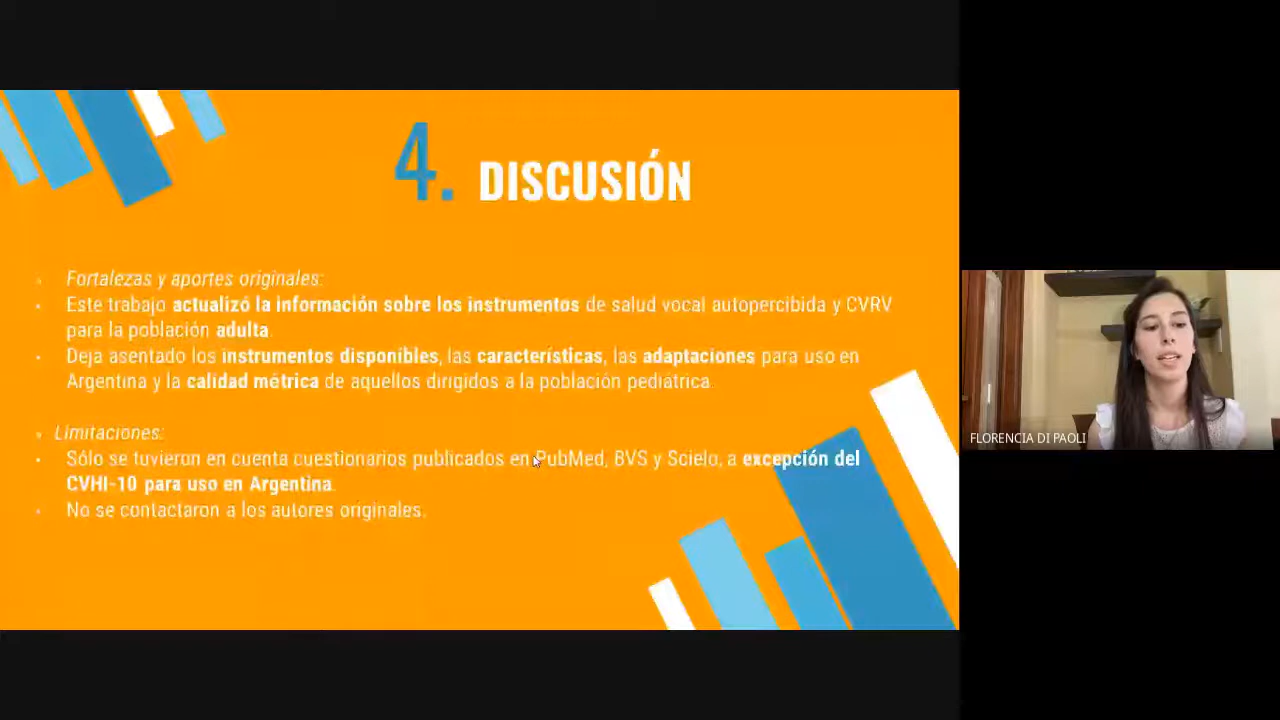 4. DISCUSIÓN
Fortalezas y aportes originales:
Este trabajo actualizó la información sobre los instrumentos de salud vocal autopercibida y CVRV
para la población adulta.
Deja asentado los instrumentos disponibles, las características, las adaptaciones para uso en
Argentina y la calidad métrica de aquellos dirigidos a la población pediátrica.
Limitaciones:
Sólo se tuvieron en cuenta cuestionarios publicados en PubMed, BVS y Scielo, a excepción del
CVHI-10 para uso en Argentina.
No se contactaron a los autores originales.
FLORENCIA DI PAOLI